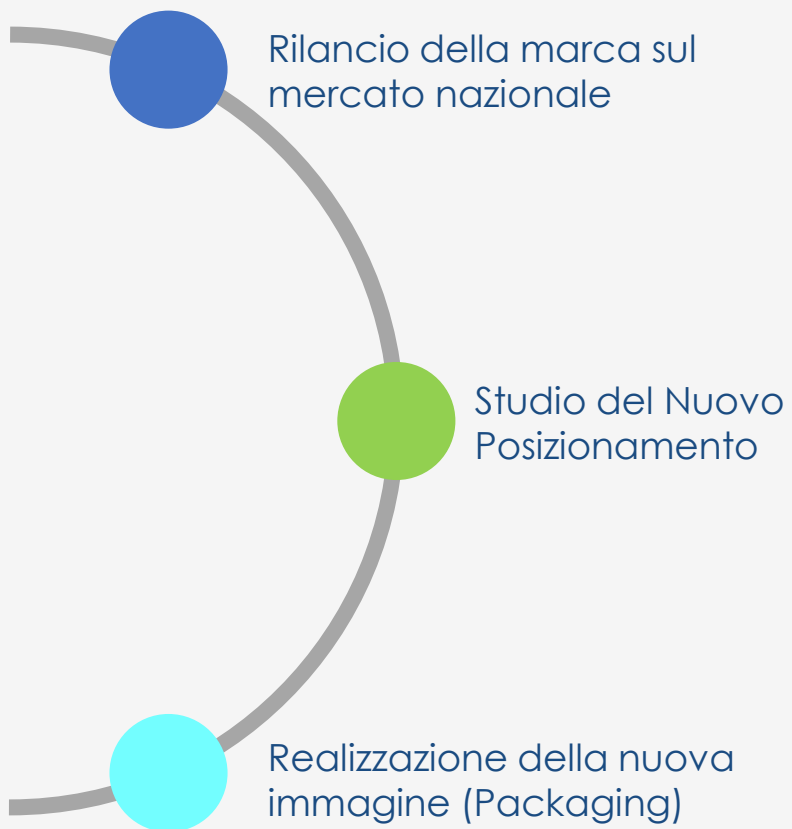 Rilancio della marca sul
mercato nazionale
Studio del Nuovo
Posizionamento
Realizzazione della nuova
immagine (Packaging)